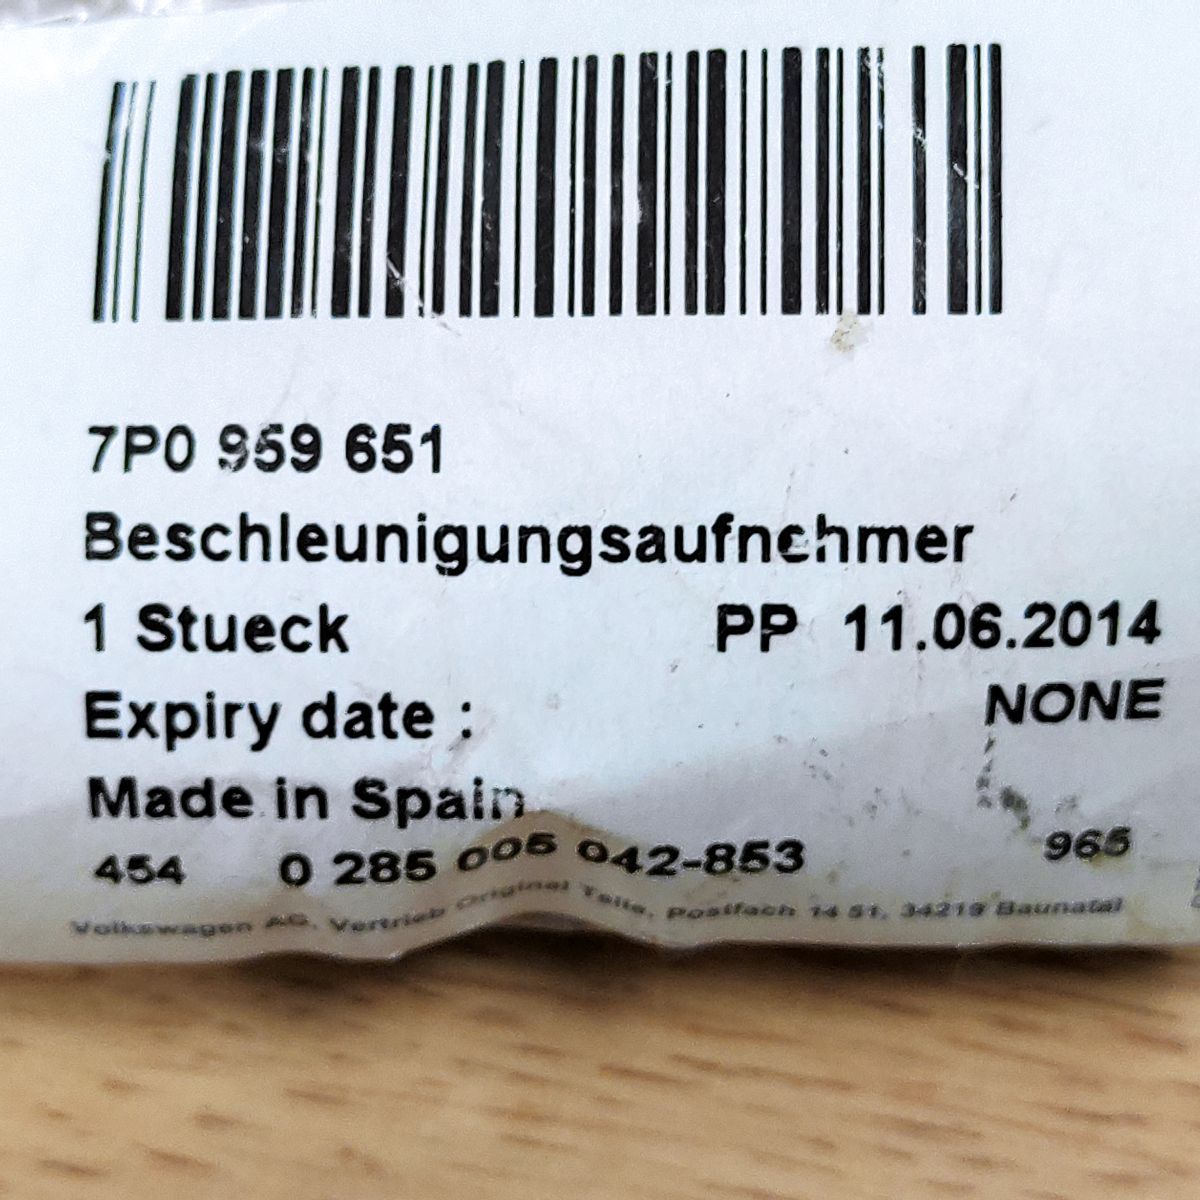 7P0 959 651
Beschleunigungsaufnehmer
1 Stueck PP 11.06.2014
Expiry date : NONE
Made in Spain
454 0 285 005 042-853 965
Volkswagen AG, Vertrieb Original Teile, Postfach 14 51, 34219 Baunatal